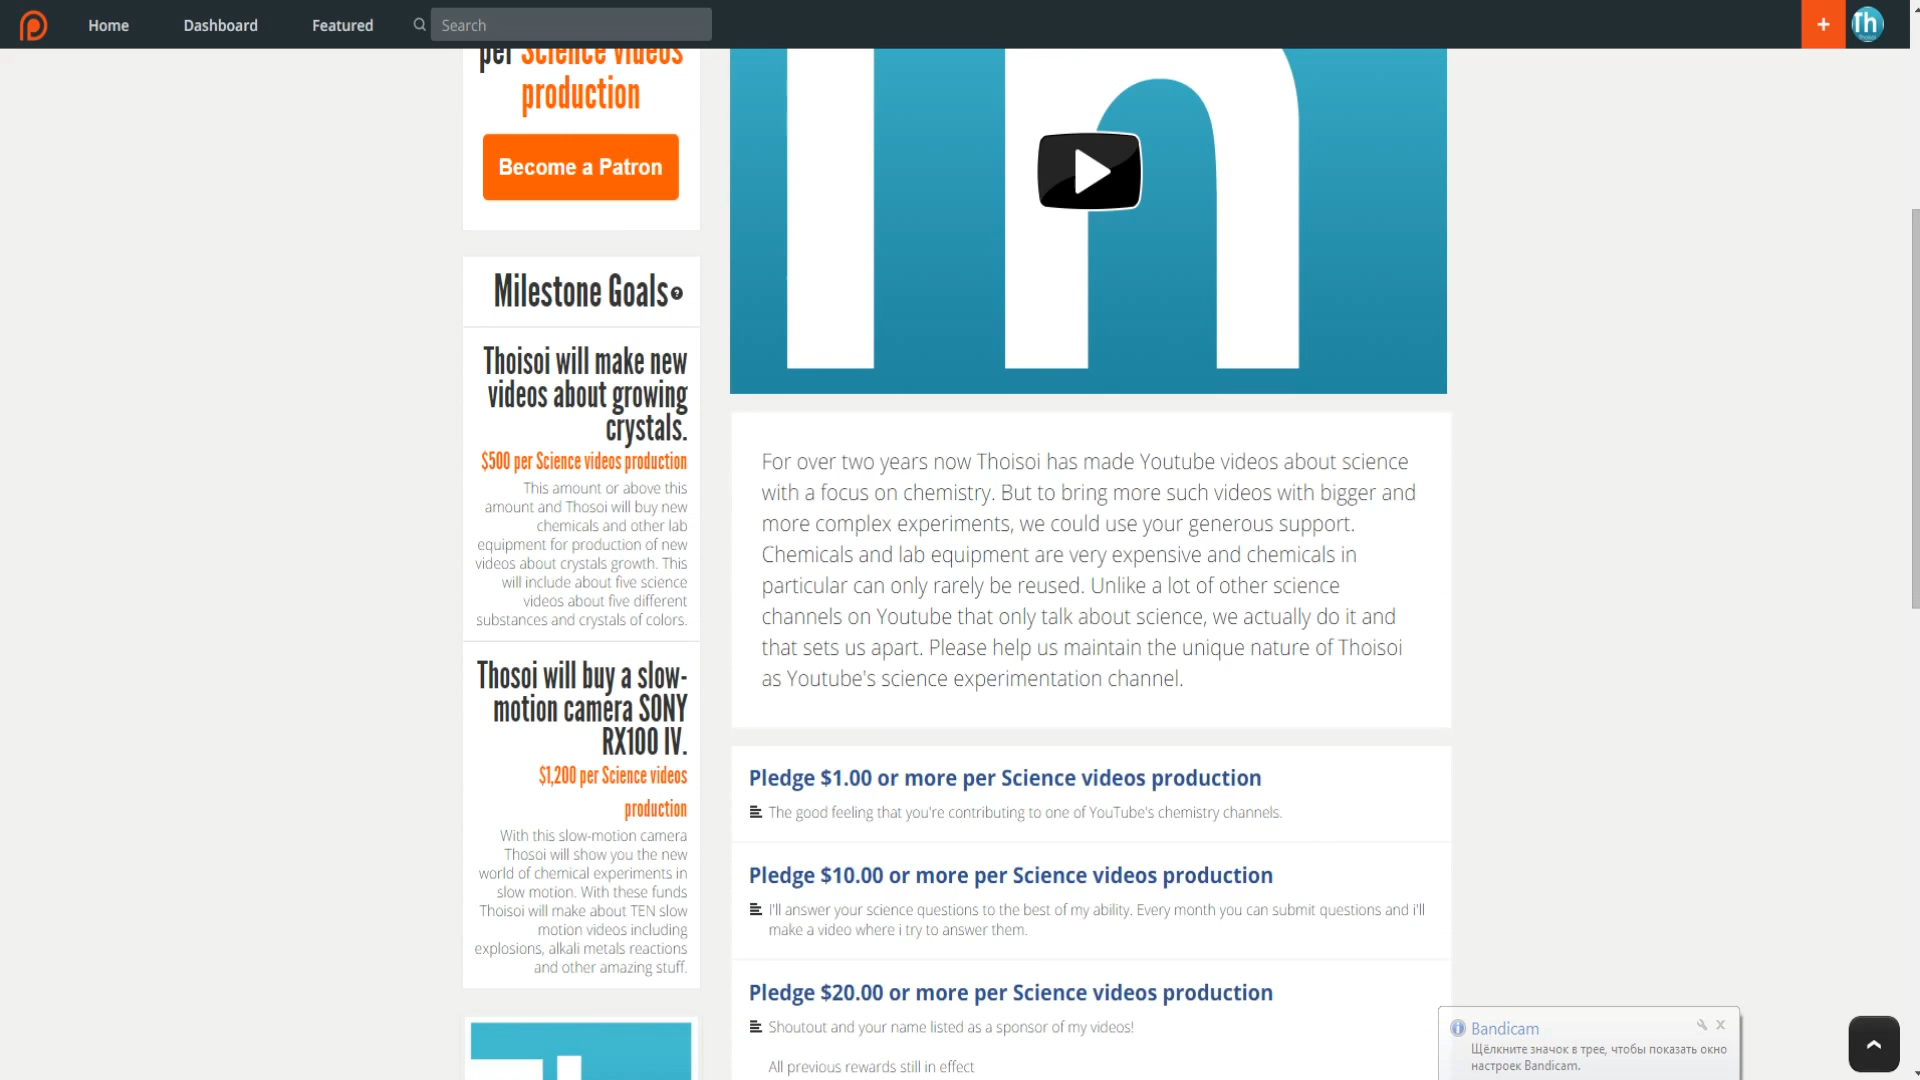 Home
Dashboard
Featured
Search
+
Th
Thoisoi
per Science videos
production
Become a Patron
Milestone Goals
Thoisoi will make new
videos about growing
crystals.
$500 per Science videos production
This amount or above this
amount and Thosoi will buy new
chemicals and other lab
equipment for production of new
videos about crystals growth. This
will include about five science
videos about five different
substances and crystals of colors.
Thosoi will buy a slow-
motion camera SONY
RX100 IV.
$1,200 per Science videos
production
With this slow-motion camera
Thosoi will show you the new
world of chemical experiments in
slow motion. With these funds
Thoisoi will make about TEN slow
motion videos including
explosions, alkali metals reactions
and other amazing stuff.
Th
For over two years now Thoisoi has made Youtube videos about science
with a focus on chemistry. But to bring more such videos with bigger and
more complex experiments, we could use your generous support.
Chemicals and lab equipment are very expensive and chemicals in
particular can only rarely be reused. Unlike a lot of other science
channels on Youtube that only talk about science, we actually do it and
that sets us apart. Please help us maintain the unique nature of Thoisoi
as Youtube's science experimentation channel.
Pledge $1.00 or more per Science videos production
The good feeling that you're contributing to one of YouTube's chemistry channels.
Pledge $10.00 or more per Science videos production
I'll answer your science questions to the best of my ability. Every month you can submit questions and i'll
make a video where i try to answer them.
Pledge $20.00 or more per Science videos production
Shoutout and your name listed as a sponsor of my videos!
All previous rewards still in effect
Bandicam
Щёлкните значок в трее, чтобы показать окно
настроек Bandicam.